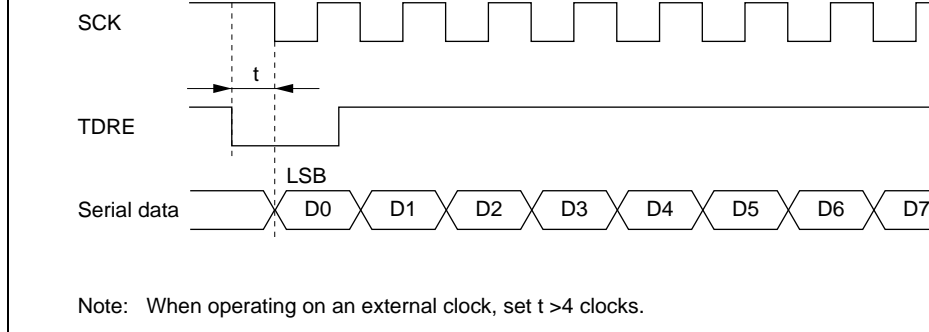 SCK
t
TDRE
LSB
Serial data D0 D1 D2 D3 D4 D5 D6 D7
Note: When operating on an external clock, set t >4 clocks.